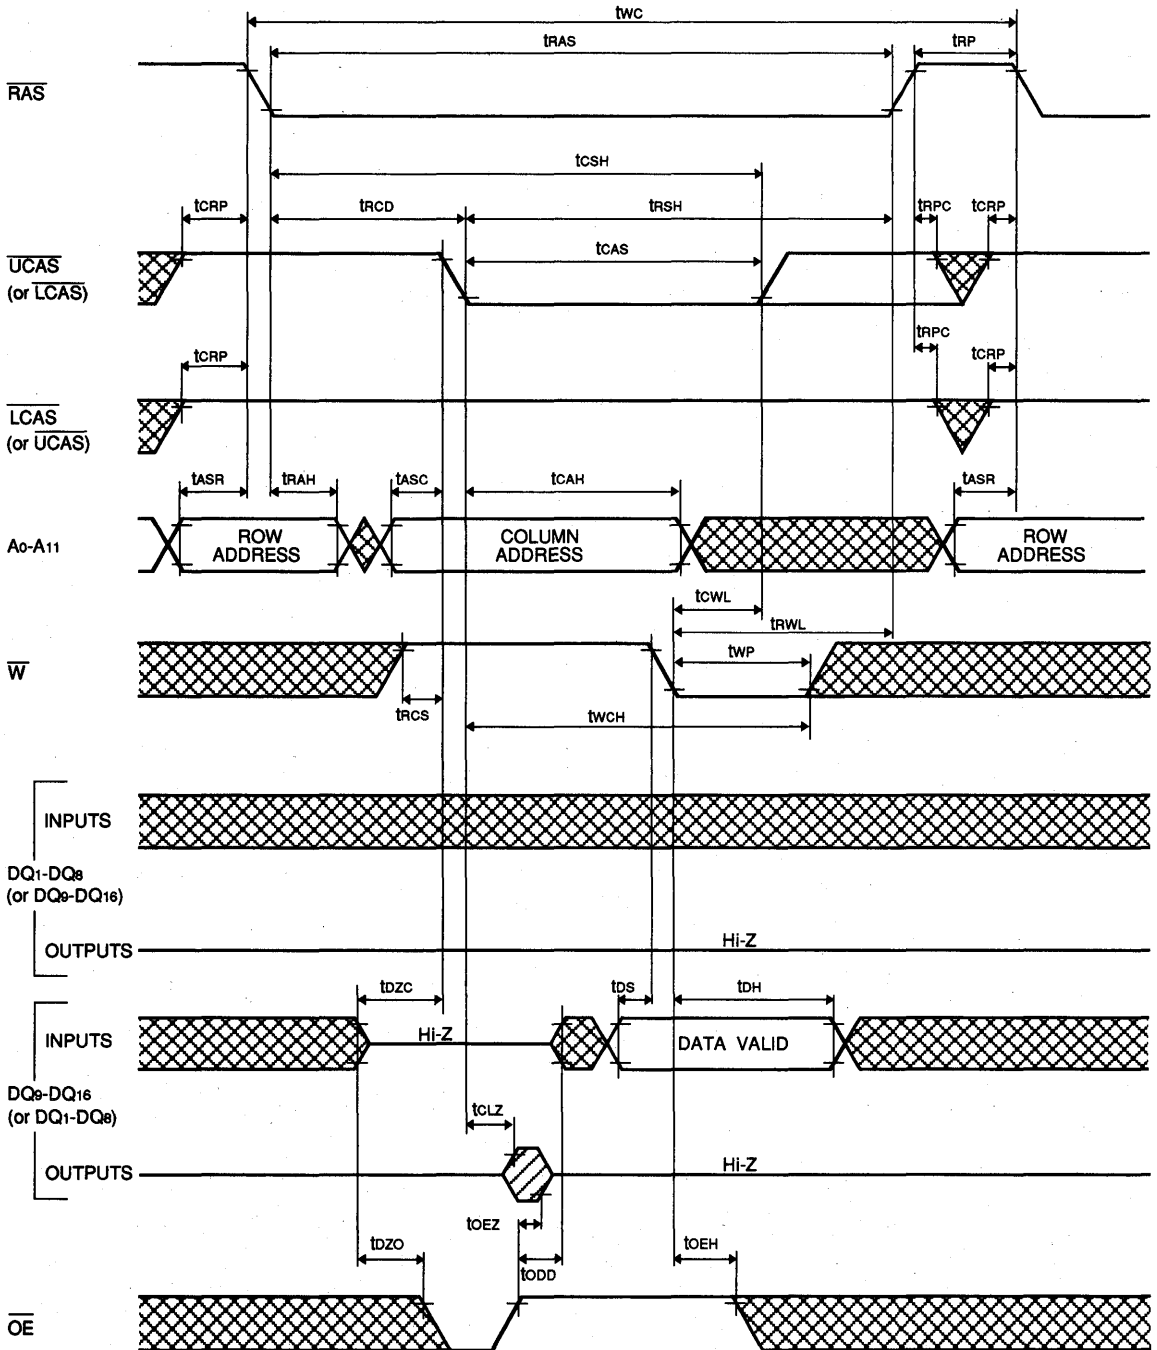 tWC
tRAS
tRP
RAS
tCSH
tCRP
tRCD
tRSH
tRPC
tCRP
tCAS
UCAS
(or LCAS)
tRPC
tCRP
tCRP
LCAS
(or UCAS)
tASR
tRAH
tASC
tCAH
tASR
A0-A11
ROW
ADDRESS
COLUMN
ADDRESS
ROW
ADDRESS
tCWL
tRWL
tWP
W
tRCS
tWCH
INPUTS
DQ1-DQ8
(or DQ9-DQ16)
OUTPUTS
Hi-Z
tDZC
tDS
tDH
INPUTS
Hi-Z
DATA VALID
DQ9-DQ16
(or DQ1-DQ8)
tCLZ
OUTPUTS
Hi-Z
tOEZ
tDZO
tODD
tOEH
OE